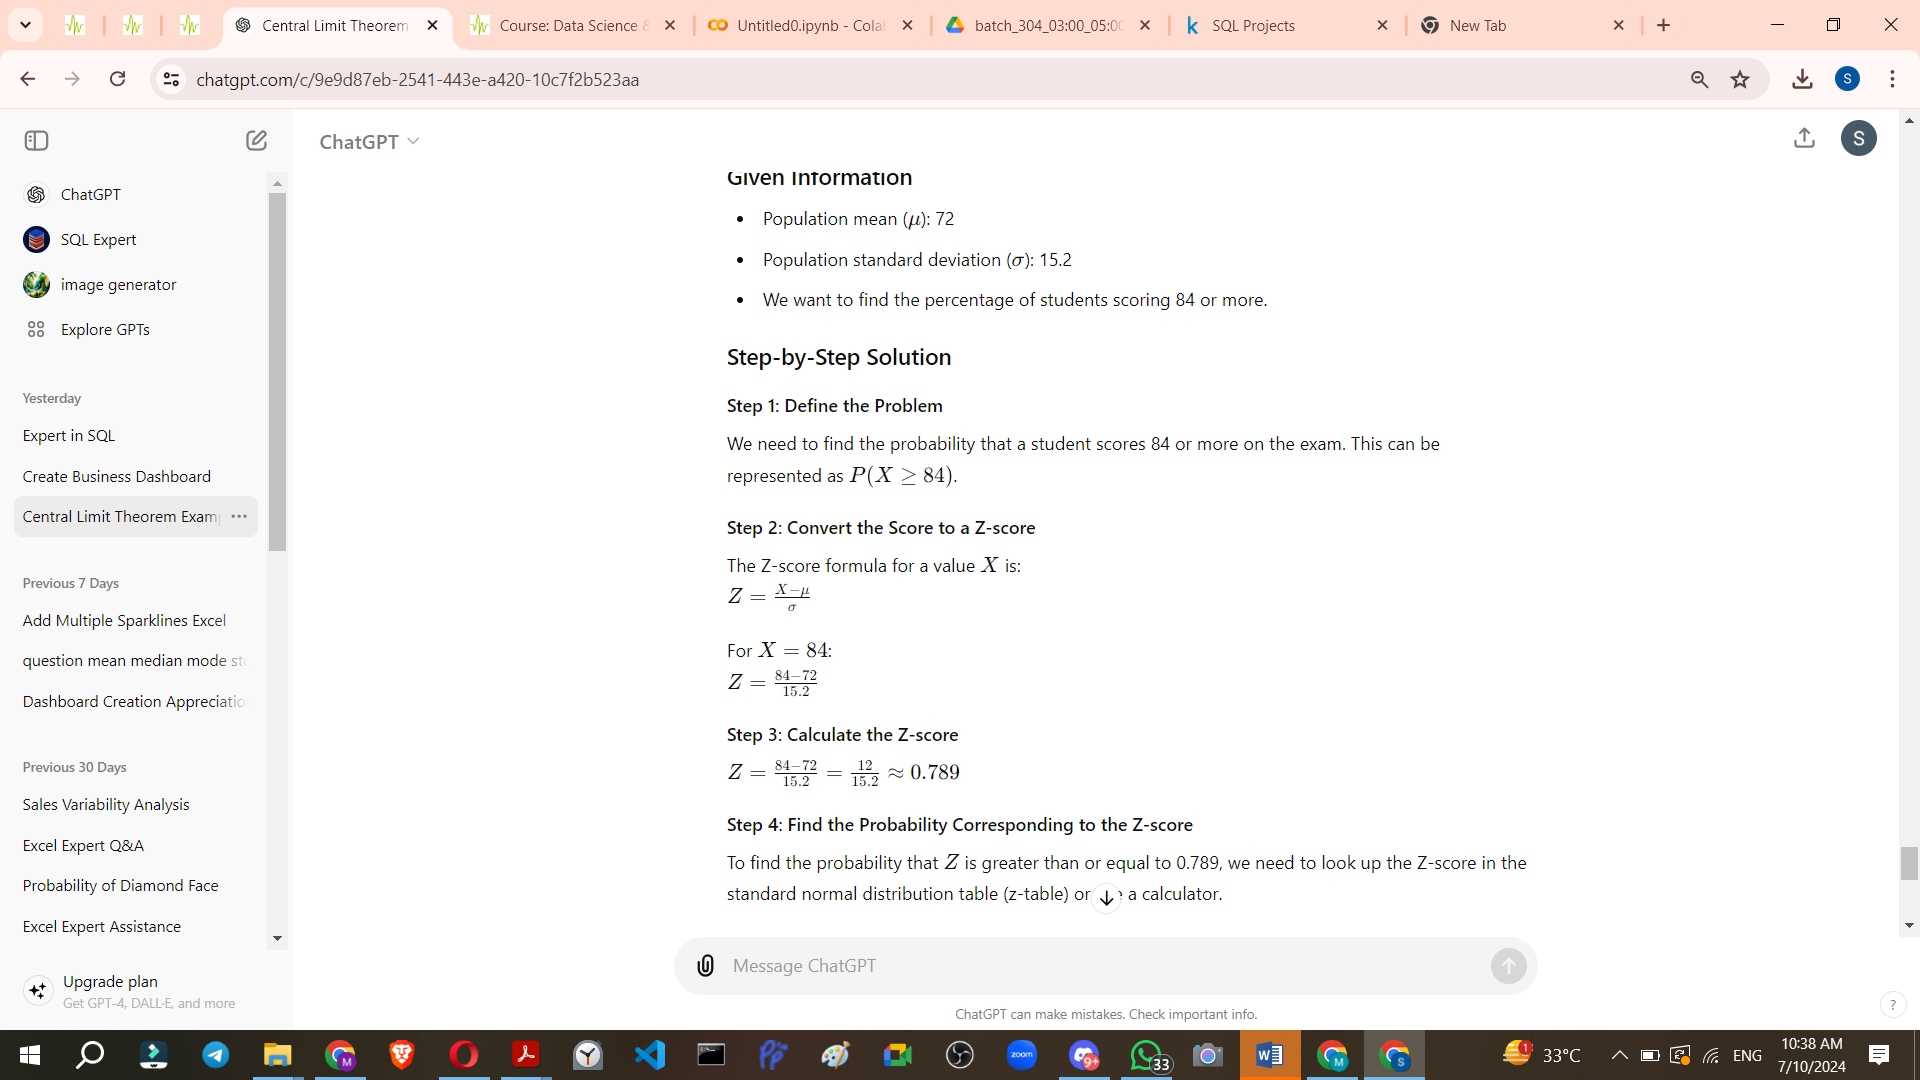 Central Limit Theorem
Course: Data Science &
Untitled0.ipynb - Colab
batch_304_03:00_05:00
SQL Projects
New Tab
chatgpt.com/c/9e9d87eb-2541-443e-a420-10c7f2b523aa
S
ChatGPT
S
ChatGPT
SQL Expert
image generator
Explore GPTs
Yesterday
Expert in SQL
Create Business Dashboard
Central Limit Theorem Exam
Previous 7 Days
Add Multiple Sparklines Excel
question mean median mode sto
Dashboard Creation Appreciatio
Previous 30 Days
Sales Variability Analysis
Excel Expert Q&A
Probability of Diamond Face
Excel Expert Assistance
Upgrade plan
Get GPT-4, DALL·E, and more
Given Information
• Population mean (μ): 72
• Population standard deviation (σ): 15.2
• We want to find the percentage of students scoring 84 or more.
Step-by-Step Solution
Step 1: Define the Problem
We need to find the probability that a student scores 84 or more on the exam. This can be
represented as P(X ≥ 84).
Step 2: Convert the Score to a Z-score
The Z-score formula for a value X is:
Z = X−μ/σ
For X = 84:
Z = 84−72/15.2
Step 3: Calculate the Z-score
Z = 84−72/15.2 = 12/15.2 ≈ 0.789
Step 4: Find the Probability Corresponding to the Z-score
To find the probability that Z is greater than or equal to 0.789, we need to look up the Z-score in the
standard normal distribution table (z-table) or a calculator.
Message ChatGPT
ChatGPT can make mistakes. Check important info.
?
zoom
9+
33
1
33°C
ENG
10:38 AM
7/10/2024